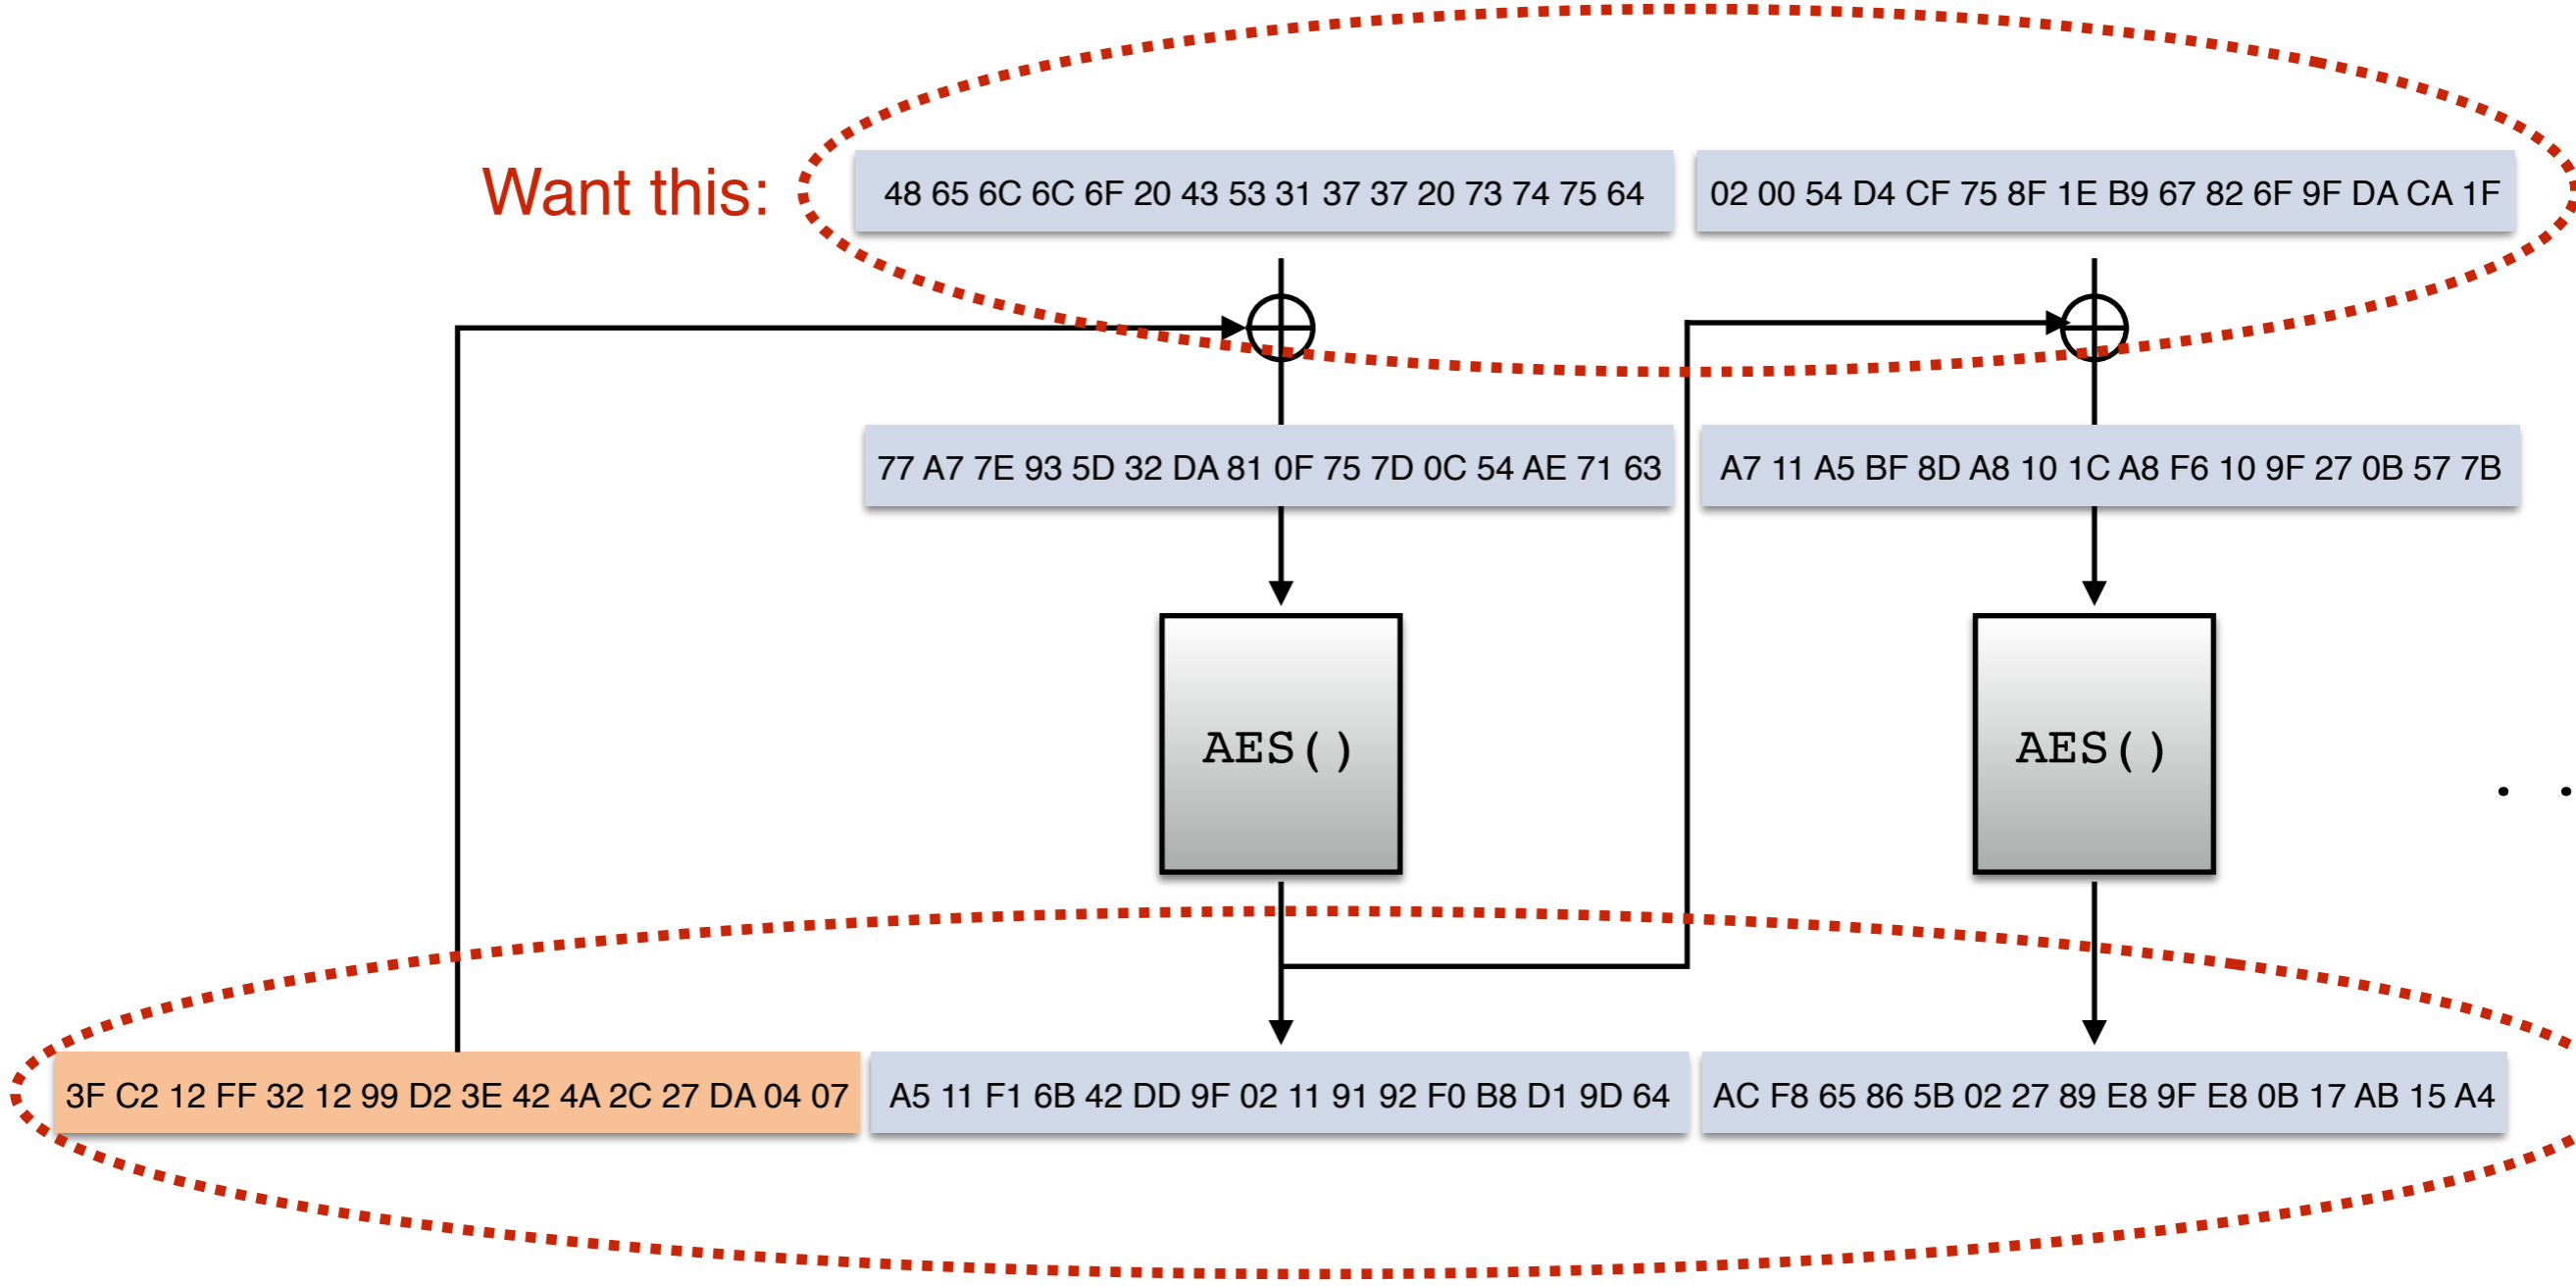 Want this:
48 65 6C 6C 6F 20 43 53 31 37 37 20 73 74 75 64
02 00 54 D4 CF 75 8F 1E B9 67 82 6F 9F DA CA 1F
77 A7 7E 93 5D 32 DA 81 0F 75 7D 0C 54 AE 71 63
A7 11 A5 BF 8D A8 10 1C A8 F6 10 9F 27 0B 57 7B
AES()
AES()
. .
3F C2 12 FF 32 12 99 D2 3E 42 4A 2C 27 DA 04 07
A5 11 F1 6B 42 DD 9F 02 11 91 92 F0 B8 D1 9D 64
AC F8 65 86 5B 02 27 89 E8 9F E8 0B 17 AB 15 A4